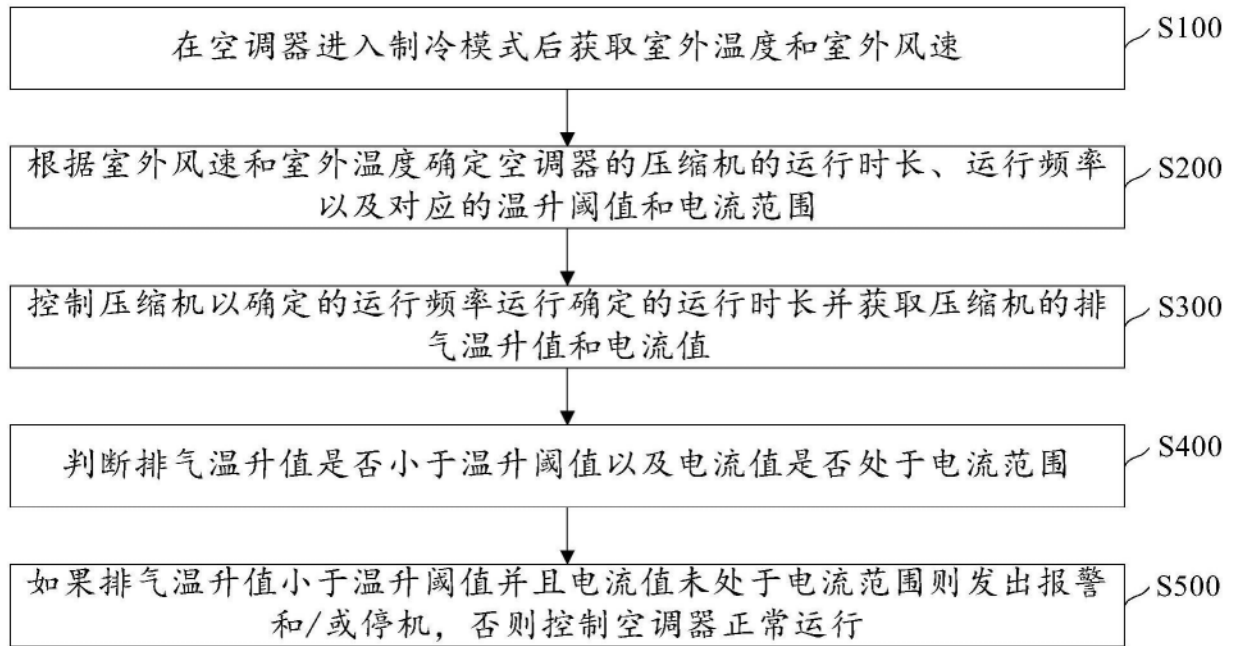 在空调器进入制冷模式后获取室外温度和室外风速
S100
根据室外风速和室外温度确定空调器的压缩机的运行时长、运行频率
以及对应的温升阈值和电流范围
S200
控制压缩机以确定的运行频率运行确定的运行时长并获取压缩机的排
气温升值和电流值
S300
判断排气温升值是否小于温升阈值以及电流值是否处于电流范围
S400
如果排气温升值小于温升阈值并且电流值未处于电流范围则发出报警
和/或停机，否则控制空调器正常运行
S500